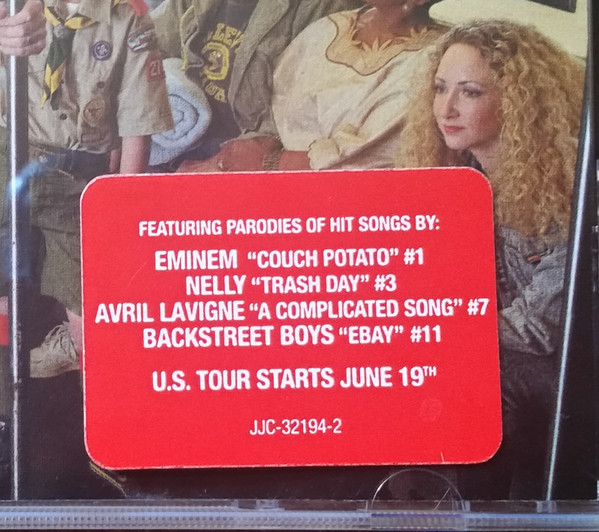 FEATURING PARODIES OF HIT SONGS BY:
EMINEM "COUCH POTATO" #1
NELLY "TRASH DAY" #3
AVRIL LAVIGNE "A COMPLICATED SONG" #7
BACKSTREET BOYS "EBAY" #11
U.S. TOUR STARTS JUNE 19TH
JJC-32194-2